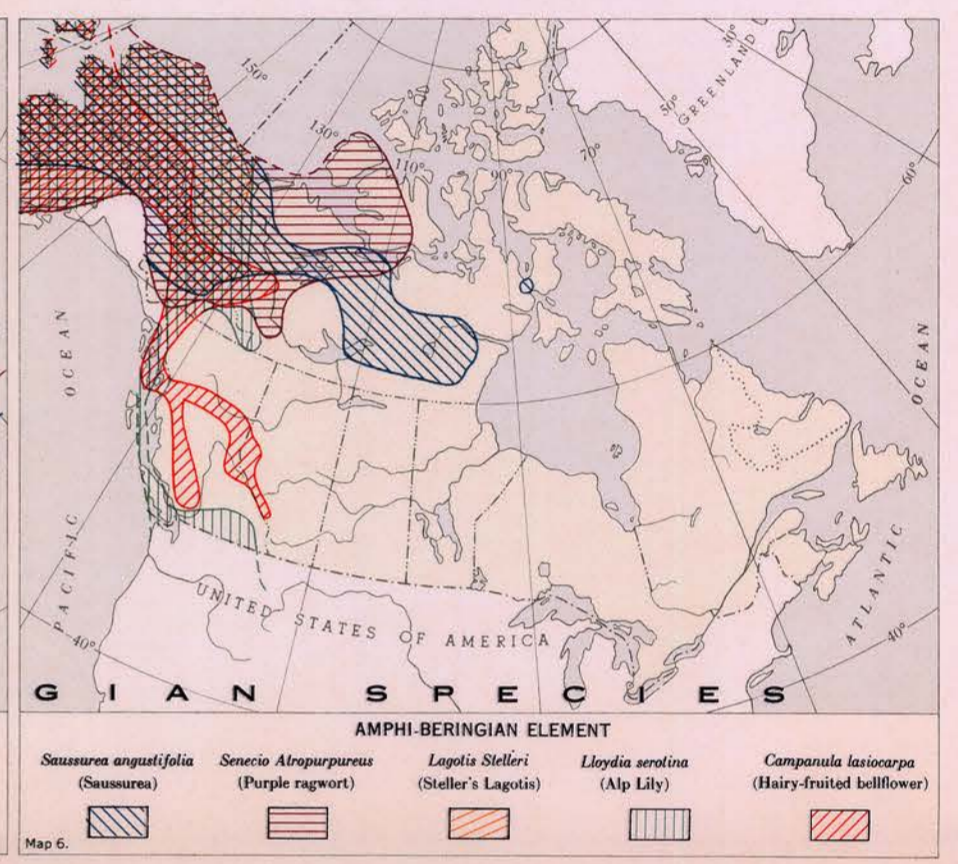 150°
130°
110°
90°
70°
50°
30°
60°
GREENLAND
OCEAN
PACIFIC
OCEAN
ATLANTIC
40°
40°
UNITED STATES OF AMERICA
GIAN SPECIES
AMPHI-BERINGIAN ELEMENT
Saussurea angustifolia Senecio Atropurpureus Lagotis Stelleri Lloydia serotina Campanula lasiocarpa
(Saussurea) (Purple ragwort) (Steller's Lagotis) (Alp Lily) (Hairy-fruited bellflower)
Map 6.